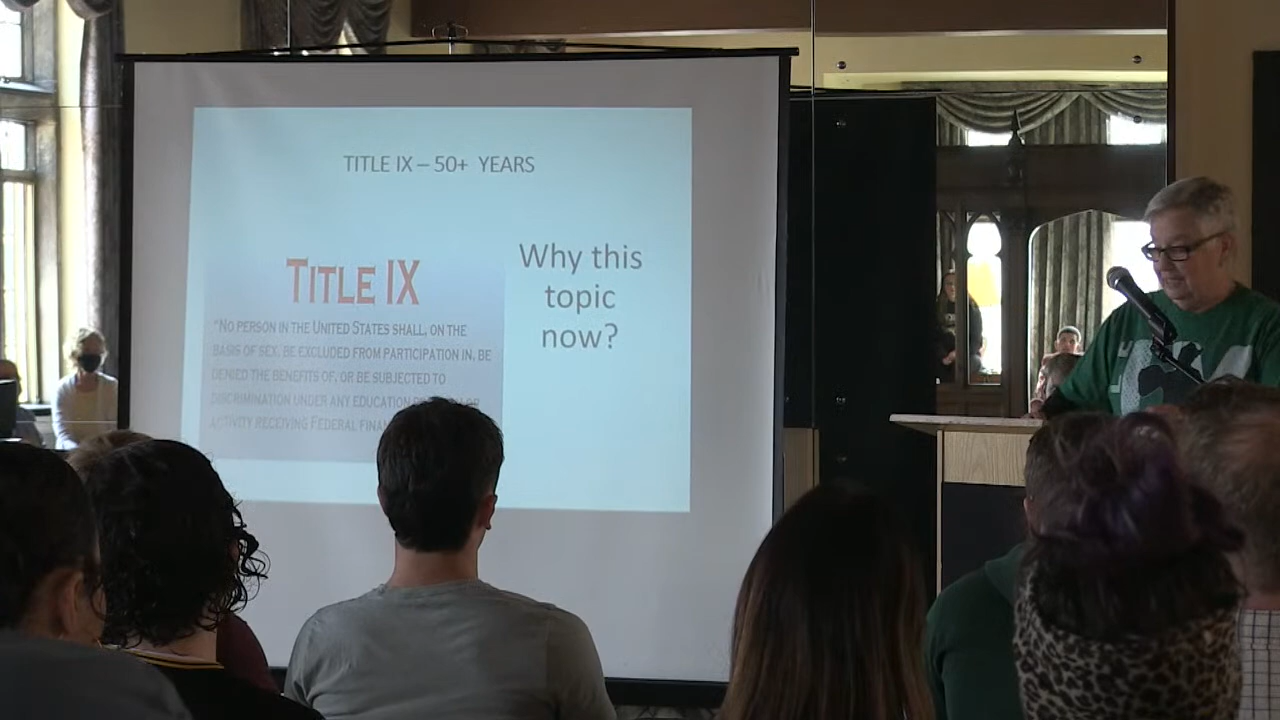 TITLE IX – 50+ YEARS
TITLE IX
"NO PERSON IN THE UNITED STATES SHALL, ON THE
BASIS OF SEX, BE EXCLUDED FROM PARTICIPATION IN, BE
DENIED THE BENEFITS OF, OR BE SUBJECTED TO
DISCRIMINATION UNDER ANY EDUCATION OR
ACTIVITY RECEIVING FEDERAL
Why this
topic
now?